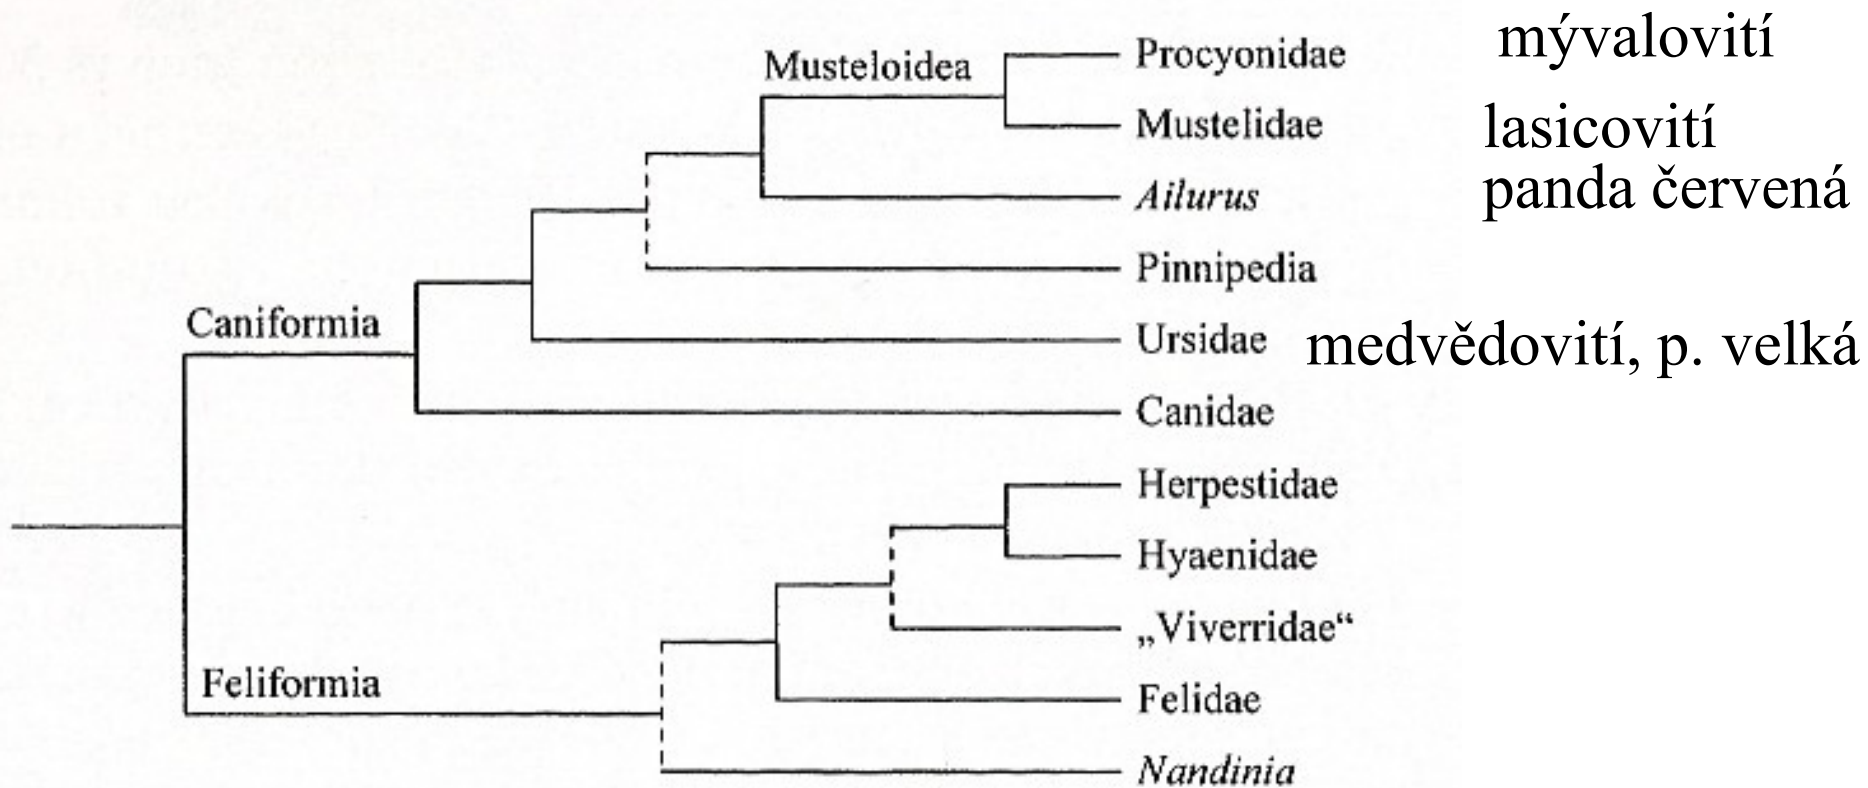 mývalovití
Procyonidae
Musteloidea
Mustelidae
lasicovití
Ailurus
panda červená
Pinnipedia
Caniformia
Ursidae
medvědovití, p. velká
Canidae
Herpestidae
Hyaenidae
„Viverridae“
Feliformia
Felidae
Nandinia